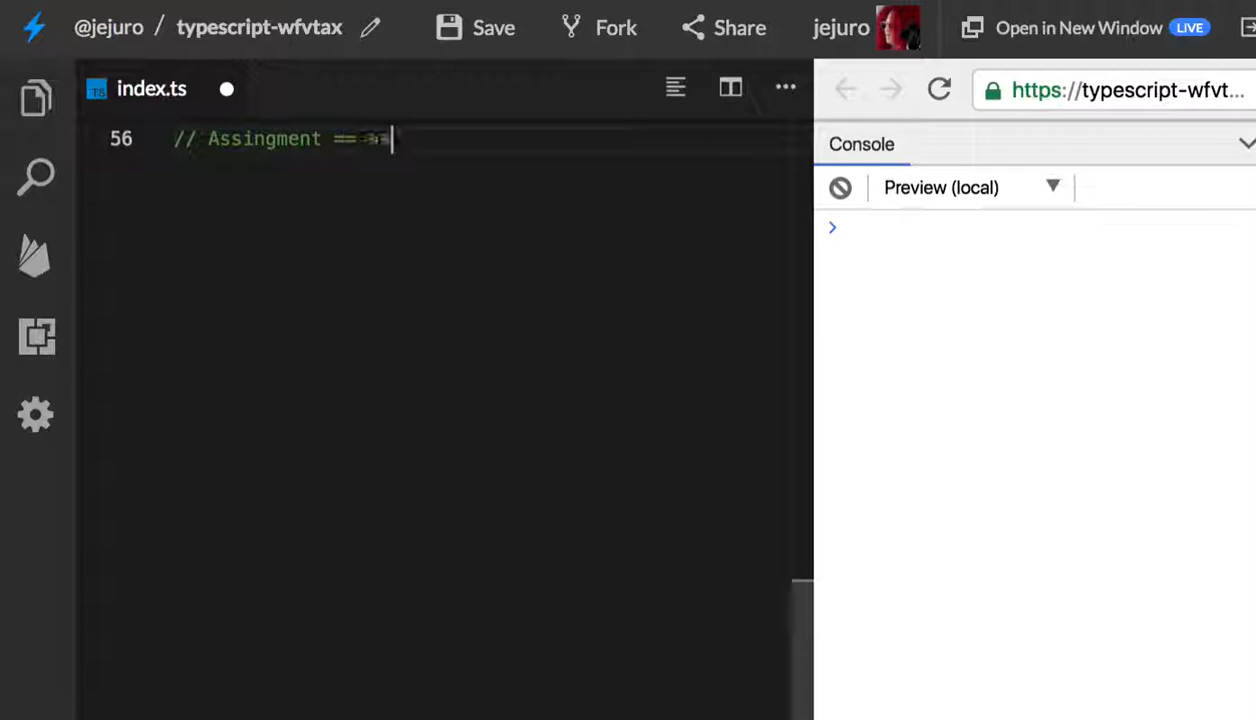 @jejuro / typescript-wfvtax Save Fork Share jejuro Open in New Window LIVE
TS index.ts ...
https://typescript-wfvt...
56 // Assingment ==
Console
Preview (local)
>